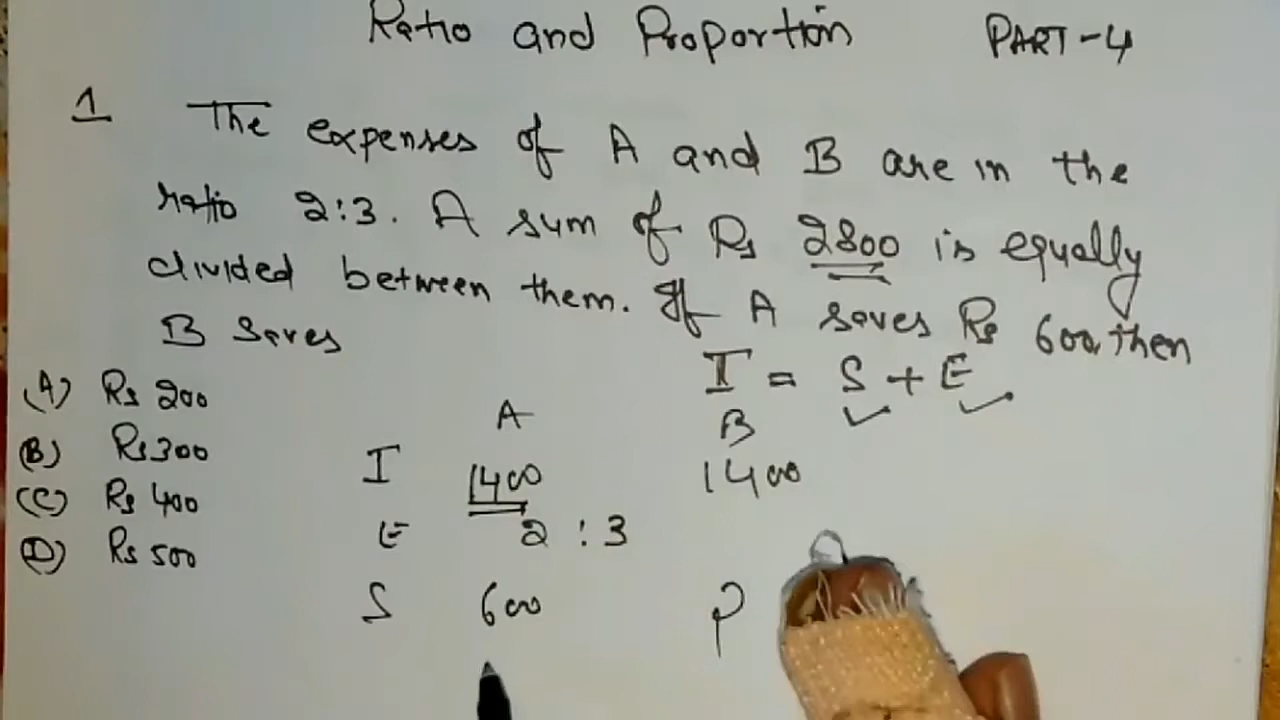 Ratio and Proportion PART-4
1 The expenses of A and B are in the
ratio 2:3. A sum of Rs 2800 is equally
divided between them. If A saves Rs 600, then
B Saves
I = S + E
(A) Rs 200
(B) Rs 300
(C) Rs 400
(D) Rs 500
A B
I 1400 1400
E 2 : 3
S 600 ?